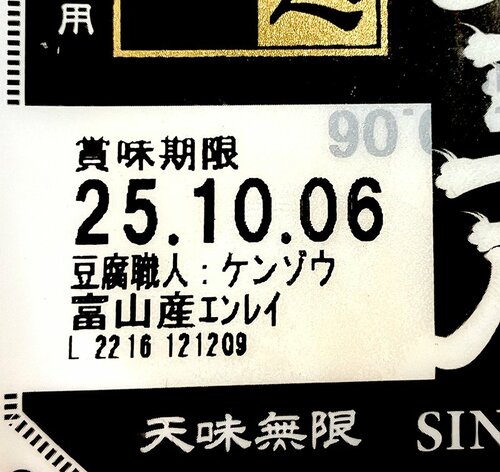 用
賞味期限
25.10.06
豆腐職人:ケンゾウ
富山産エンレイ
L 2216 121209
天味無限 SIN